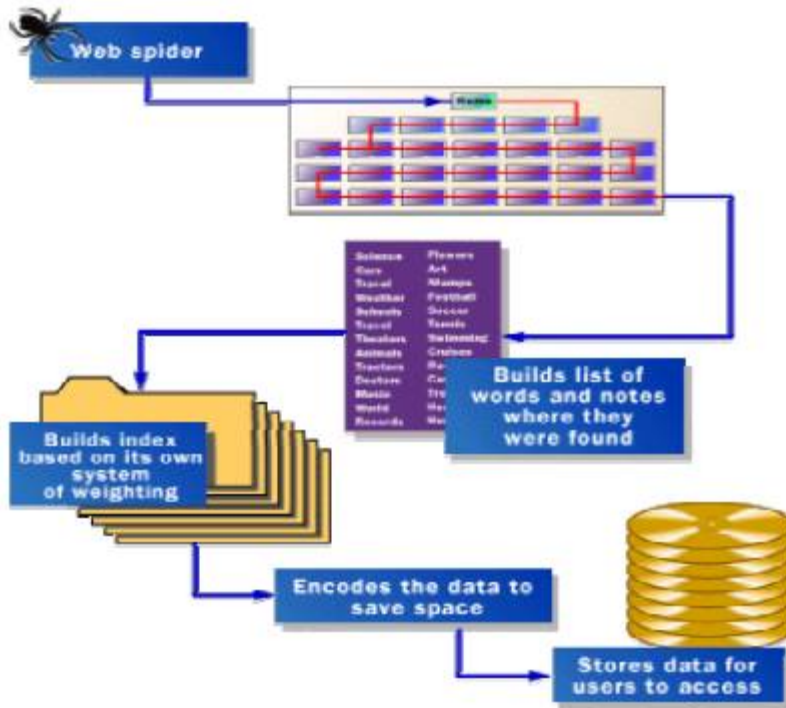 Web spider
Home
Science Flowers
Cars Art
Travel Stamps
Weather Football
Schools Soccer
Travel Tennis
Theaters Swimming
Animals Cruises
Tractors
Doctors
Music
World
Records
Builds list of
words and notes
where they
were found
Builds index
based on its own
system
of weighting
Encodes the data to
save space
Stores data for
users to access